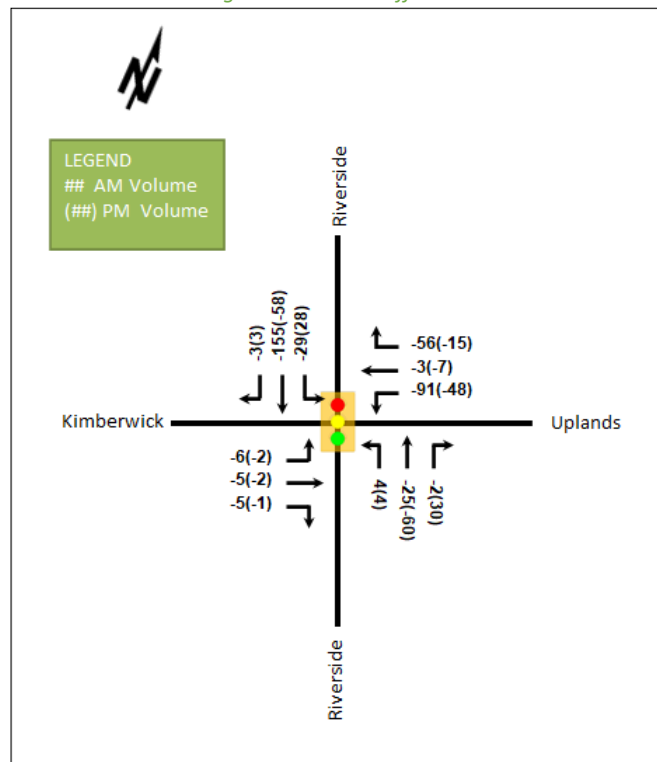 N
LEGEND
## AM Volume
(##) PM Volume
Riverside
-3(3)
-155(-58)
-29(28)
-56(-15)
-3(-7)
-91(-48)
Kimberwick
Uplands
-6(-2)
-5(-2)
-5(-1)
4(4)
-25(-60)
-2(30)
Riverside